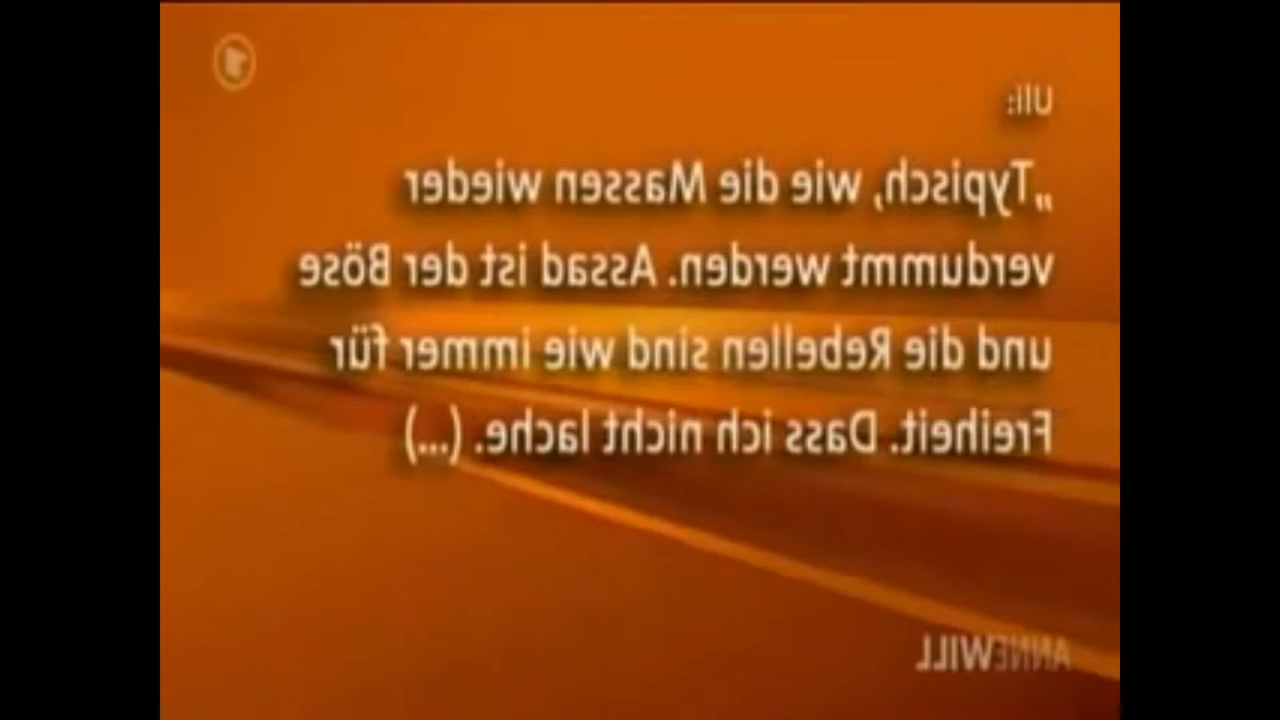 Uli:
„Typisch, wie die Massen wieder
verdummt werden. Assad ist der Böse
und die Rebellen sind wie immer für
Freiheit. Dass ich nicht lache. (...)
ANNEWILL